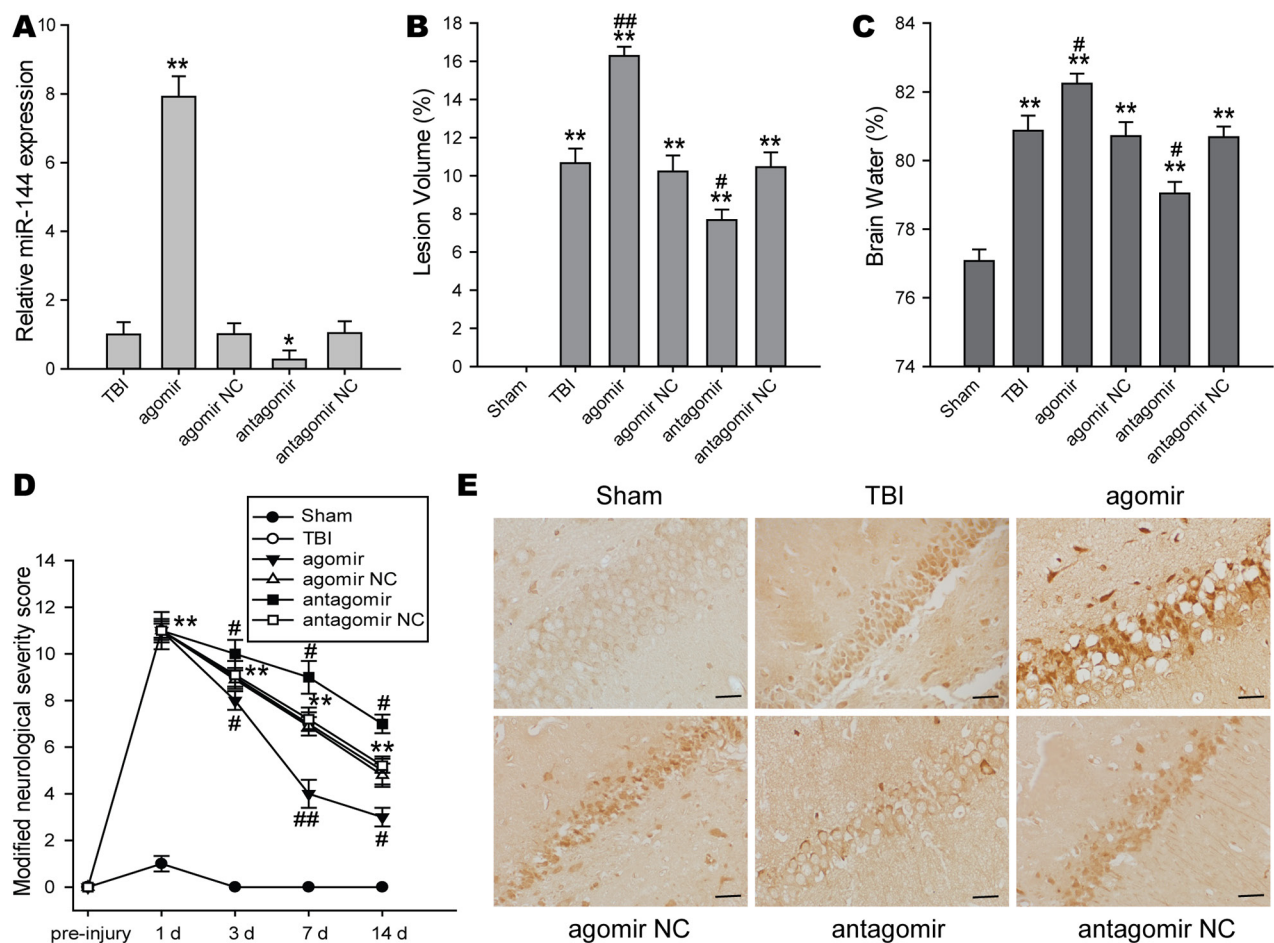 A
Relative miR-144 expression
10
8
6
4
2
0
**
*
TBI
agomir
agomir NC
antagomir
antagomir NC
B
Lesion Volume (%)
18
16
14
12
10
8
6
4
2
0
**
##
**
**
#
**
**
Sham
TBI
agomir
agomir NC
antagomir
antagomir NC
C
Brain Water (%)
84
82
80
78
76
74
**
#
**
**
#
**
**
Sham
TBI
agomir
agomir NC
antagomir
antagomir NC
D
Sham
TBI
agomir
agomir NC
antagomir
antagomir NC
Modified neurological severity score
14
12
10
8
6
4
2
0
**
#
**
#
#
**
##
#
**
#
pre-injury
1 d
3 d
7 d
14 d
E
Sham
TBI
agomir
agomir NC
antagomir
antagomir NC